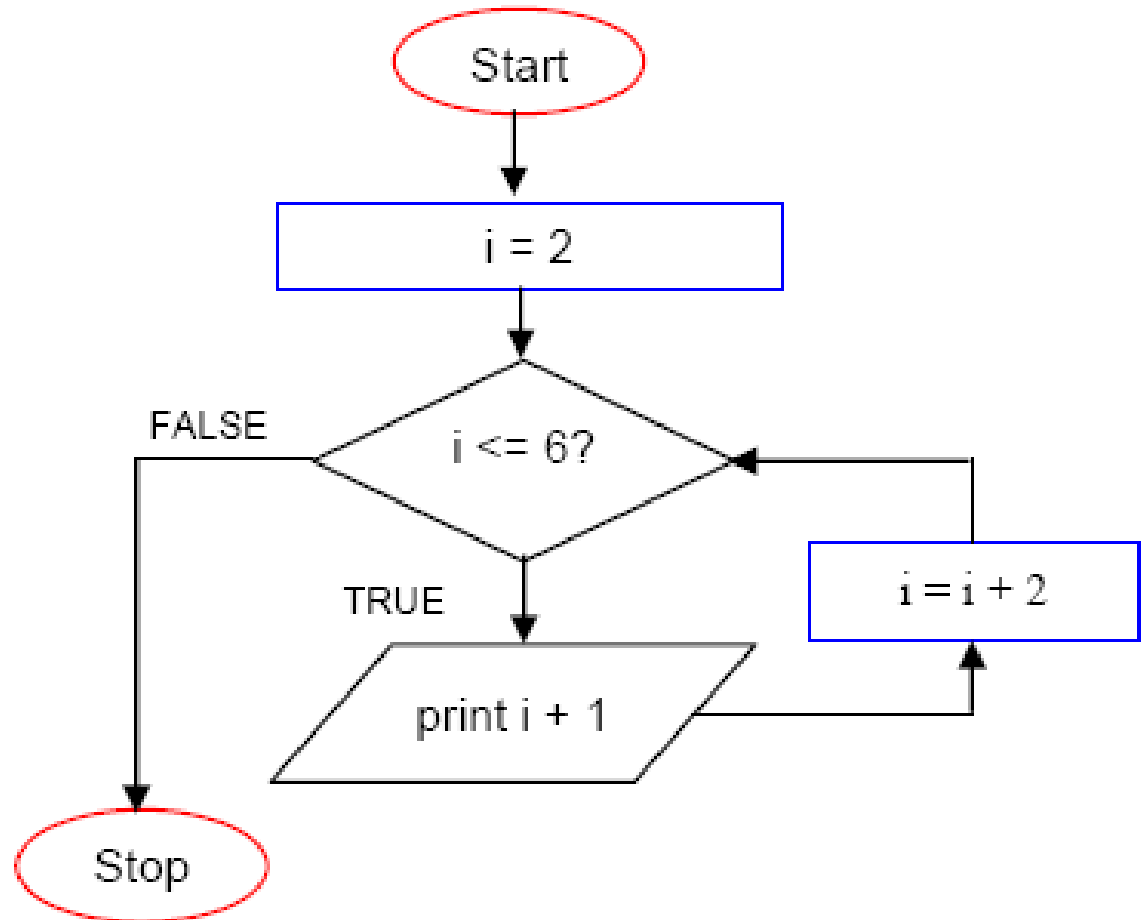 Start
i = 2
FALSE
i <= 6?
TRUE
i = i + 2
print i + 1
Stop